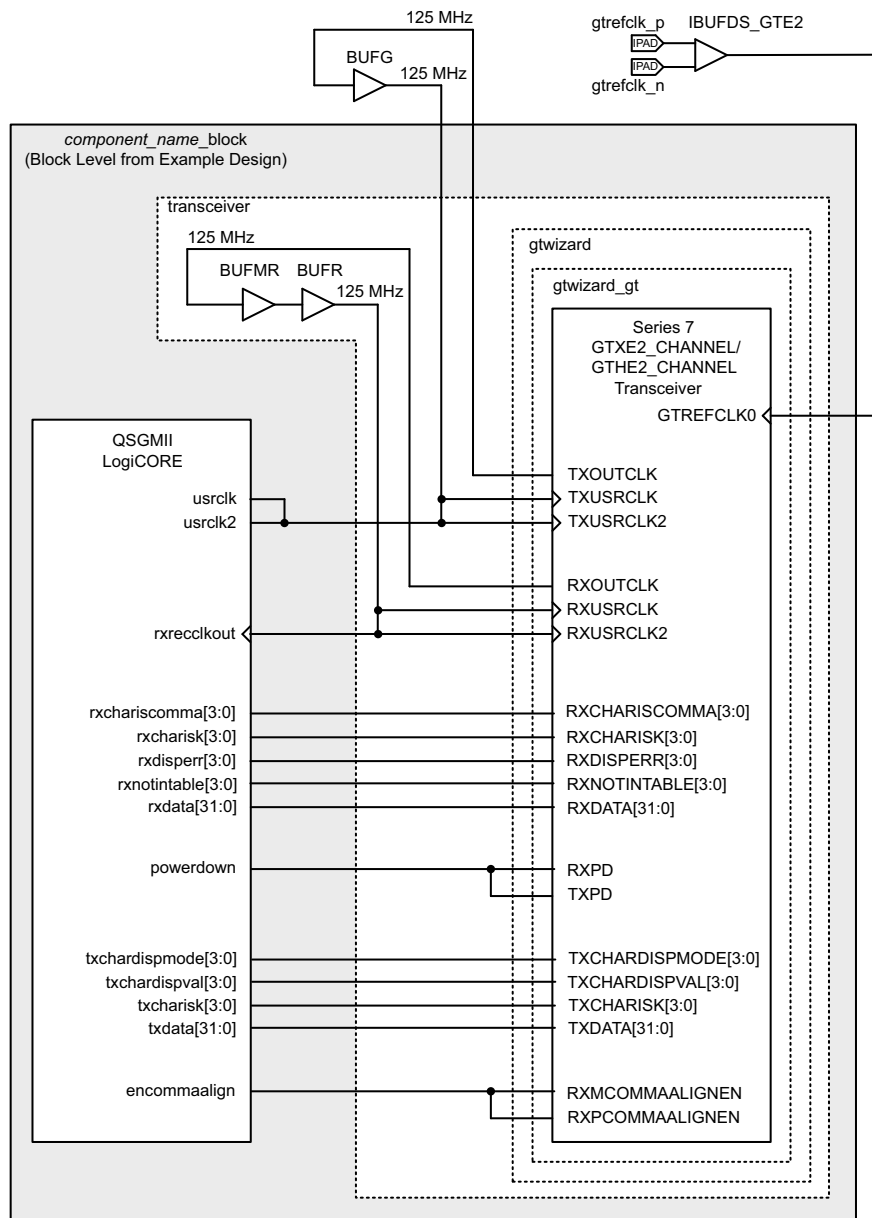 125 MHz
BUFG
125 MHz
gtrefclk_p
IBUFDS_GTE2
IPAD
IPAD
gtrefclk_n
component_name_block
(Block Level from Example Design)
transceiver
125 MHz
BUFMR
BUFR
125 MHz
gtwizard
gtwizard_gt
Series 7
GTXE2_CHANNEL/
GTHE2_CHANNEL
Transceiver
GTREFCLK0
QSGMII
LogiCORE
usrclk
usrclk2
rxrecclkout
rxchariscomma[3:0]
rxcharisk[3:0]
rxdisperr[3:0]
rxnotintable[3:0]
rxdata[31:0]
powerdown
txchardispmode[3:0]
txchardispval[3:0]
txcharisk[3:0]
txdata[31:0]
encommaalign
TXOUTCLK
TXUSRCLK
TXUSRCLK2
RXOUTCLK
RXUSRCLK
RXUSRCLK2
RXCHARISCOMMA[3:0]
RXCHARISK[3:0]
RXDISPERR[3:0]
RXNOTINTABLE[3:0]
RXDATA[31:0]
RXPD
TXPD
TXCHARDISPMODE[3:0]
TXCHARDISPVAL[3:0]
TXCHARISK[3:0]
TXDATA[31:0]
RXMCOMMAALIGNEN
RXPCOMMAALIGNEN